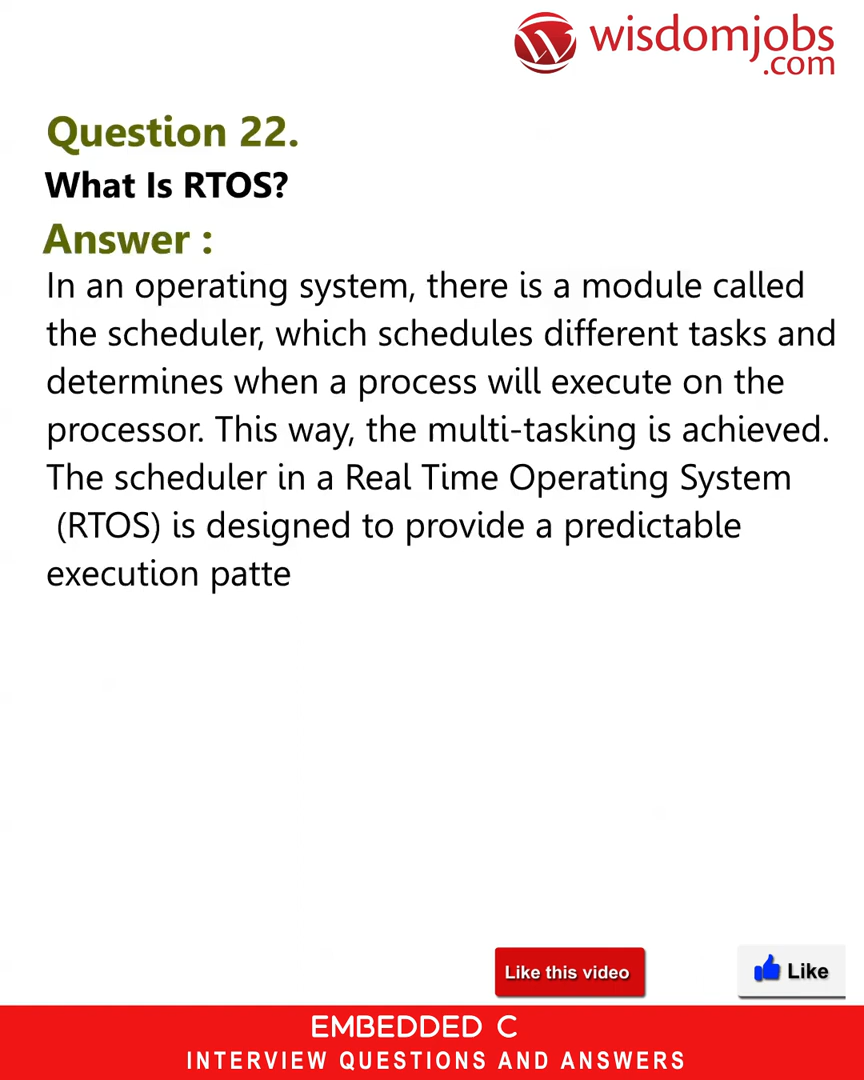 wisdomjobs
.com
Question 22.
What Is RTOS?
Answer :
In an operating system, there is a module called
the scheduler, which schedules different tasks and
determines when a process will execute on the
processor. This way, the multi-tasking is achieved.
The scheduler in a Real Time Operating System
(RTOS) is designed to provide a predictable
execution patte
Like this video
Like
EMBEDDED C
INTERVIEW QUESTIONS AND ANSWERS